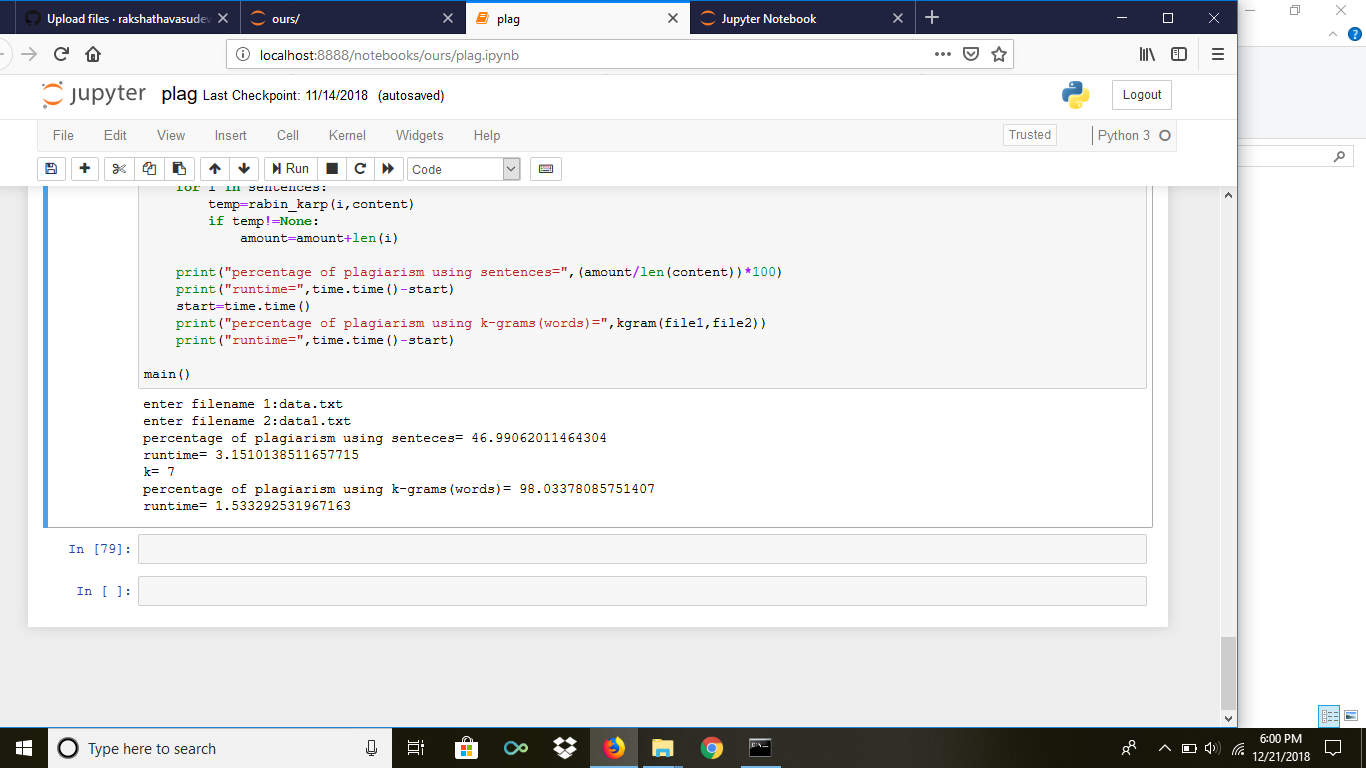 Upload files · rakshathavasudev
ours/
plag
Jupyter Notebook
localhost:8888/notebooks/ours/plag.ipynb
jupyter plag Last Checkpoint: 11/14/2018 (autosaved)
Logout
File Edit View Insert Cell Kernel Widgets Help
Trusted
Python 3
Run
Code
for i in sentences:
temp=rabin_karp(i,content)
if temp!=None:
amount=amount+len(i)
print("percentage of plagiarism using sentences=",(amount/len(content))*100)
print("runtime=",time.time()-start)
start=time.time()
print("percentage of plagiarism using k-grams(words)=",kgram(file1,file2))
print("runtime=",time.time()-start)
main()
enter filename 1:data.txt
enter filename 2:data1.txt
percentage of plagiarism using senteces= 46.99062011464304
runtime= 3.1510138511657715
k= 7
percentage of plagiarism using k-grams(words)= 98.03378085751407
runtime= 1.533292531967163
In [79]:
In [ ]:
Type here to search
6:00 PM
12/21/2018